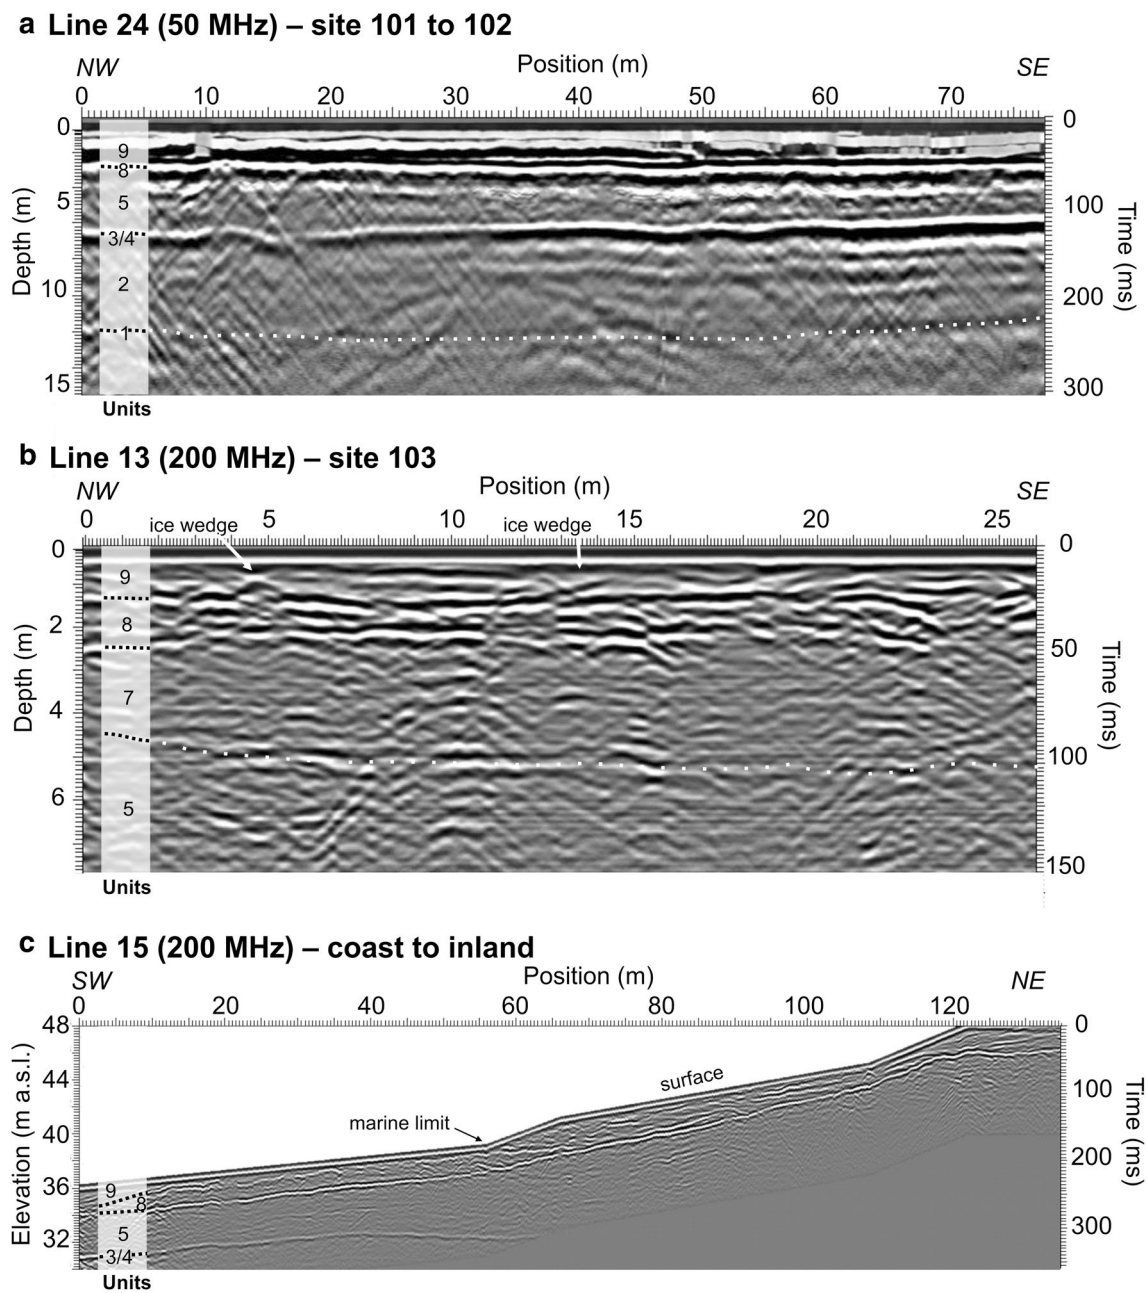 a Line 24 (50 MHz) – site 101 to 102
Position (m)
NW SE
0 10 20 30 40 50 60 70
Depth (m)
0
5
10
15
Time (ms)
0
100
200
300
9
8
5
3/4
2
1
Units
b Line 13 (200 MHz) – site 103
Position (m)
NW SE
0 5 10 15 20 25
ice wedge ice wedge
Depth (m)
0
2
4
6
Time (ms)
0
50
100
150
9
8
7
5
Units
c Line 15 (200 MHz) – coast to inland
Position (m)
SW NE
0 20 40 60 80 100 120
Elevation (m a.s.l.)
48
44
40
36
32
Time (ms)
0
100
200
300
surface
marine limit
9
8
5
3/4
Units